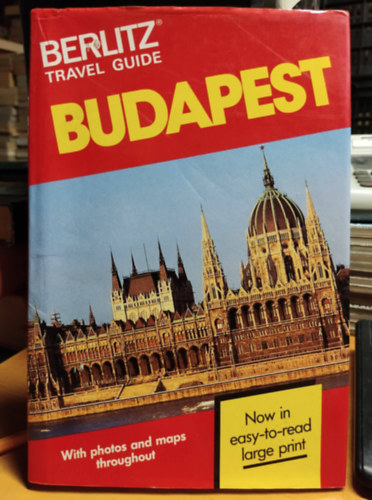 BERLITZ®
TRAVEL GUIDE
BUDAPEST
With photos and maps
throughout
Now in
easy-to-read
large print